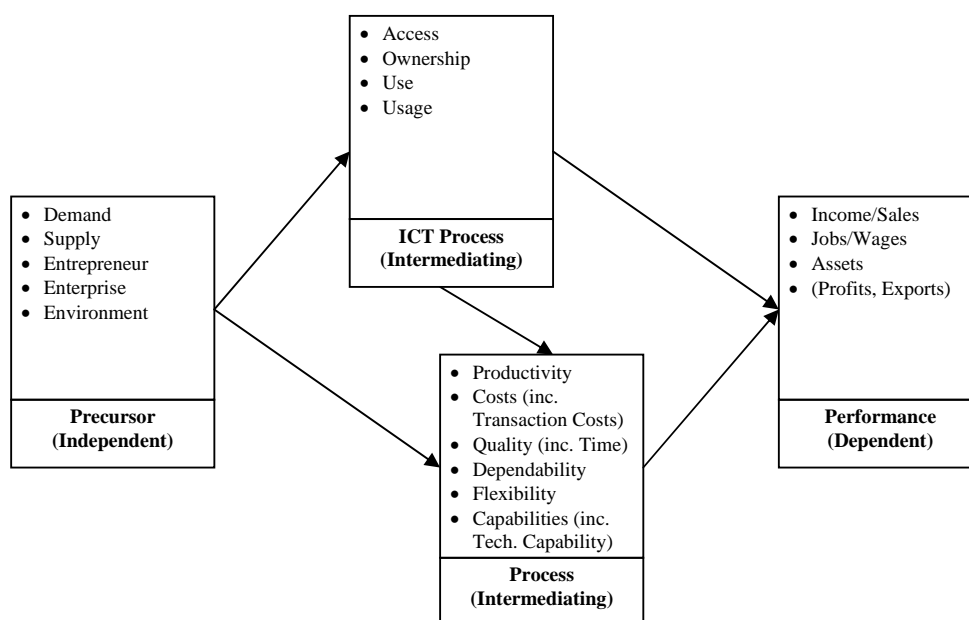 • Access
• Ownership
• Use
• Usage
ICT Process
(Intermediating)
• Demand
• Supply
• Entrepreneur
• Enterprise
• Environment
Precursor
(Independent)
• Productivity
• Costs (inc.
Transaction Costs)
• Quality (inc. Time)
• Dependability
• Flexibility
• Capabilities (inc.
Tech. Capability)
Process
(Intermediating)
• Income/Sales
• Jobs/Wages
• Assets
• (Profits, Exports)
Performance
(Dependent)